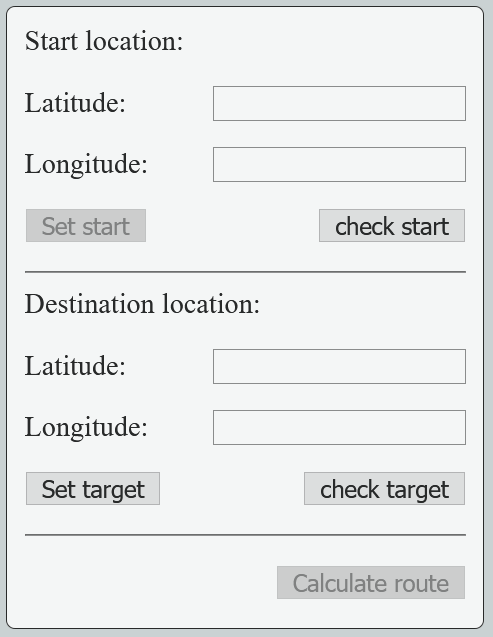 Start location:
Latitude:
Longitude:
Set start check start
Destination location:
Latitude:
Longitude:
Set target check target
Calculate route